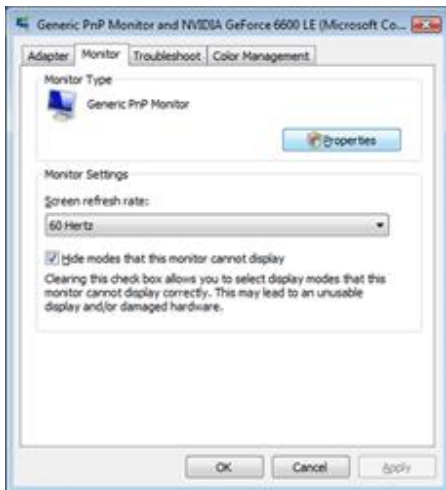 Generic PnP Monitor and NVIDIA GeForce 6600 LE (Microsoft Co...
Adapter Monitor Troubleshoot Color Management
Monitor Type
Generic PnP Monitor
Properties
Monitor Settings
Screen refresh rate:
60 Hertz
Hide modes that this monitor cannot display
Clearing this check box allows you to select display modes that this
monitor cannot display correctly. This may lead to an unusable
display and/or damaged hardware.
OK Cancel Apply